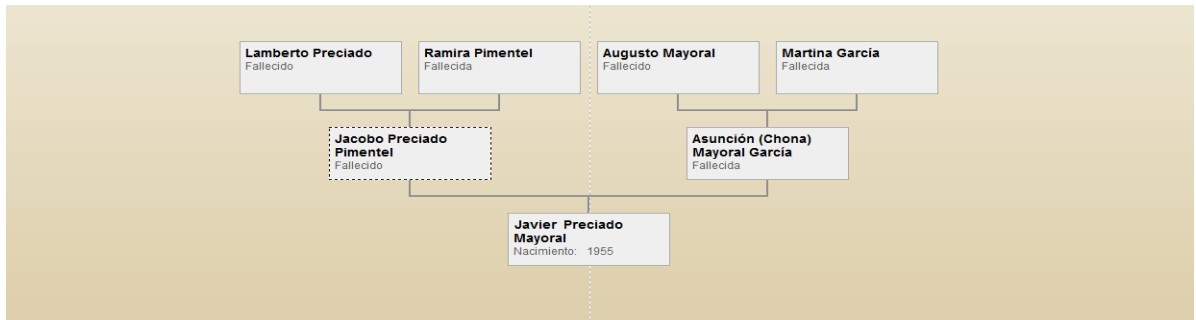 Lamberto Preciado
Fallecido
Ramira Pimentel
Fallecida
Augusto Mayoral
Fallecido
Martina García
Fallecida
Jacobo Preciado
Pimentel
Fallecido
Asunción (Chona)
Mayoral García
Fallecida
Javier Preciado
Mayoral
Nacimiento: 1955